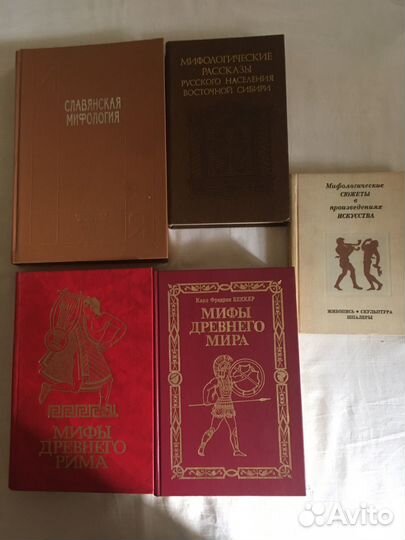 СЛАВЯНСКАЯ
МИФОЛОГИЯ
МИФОЛОГИЧЕСКИЕ
РАССКАЗЫ
РУССКОГО НАСЕЛЕНИЯ
ВОСТОЧНОЙ СИБИРИ
Мифологические
СЮЖЕТЫ
в
произведениях
ИСКУССТВА
ЖИВОПИСЬ • СКУЛЬПТУРА
ШПАЛЕРЫ
МИФЫ
ДРЕВНЕГО
РИМА
Карл Фридрих БЕККЕР
МИФЫ
ДРЕВНЕГО
МИРА
Avito